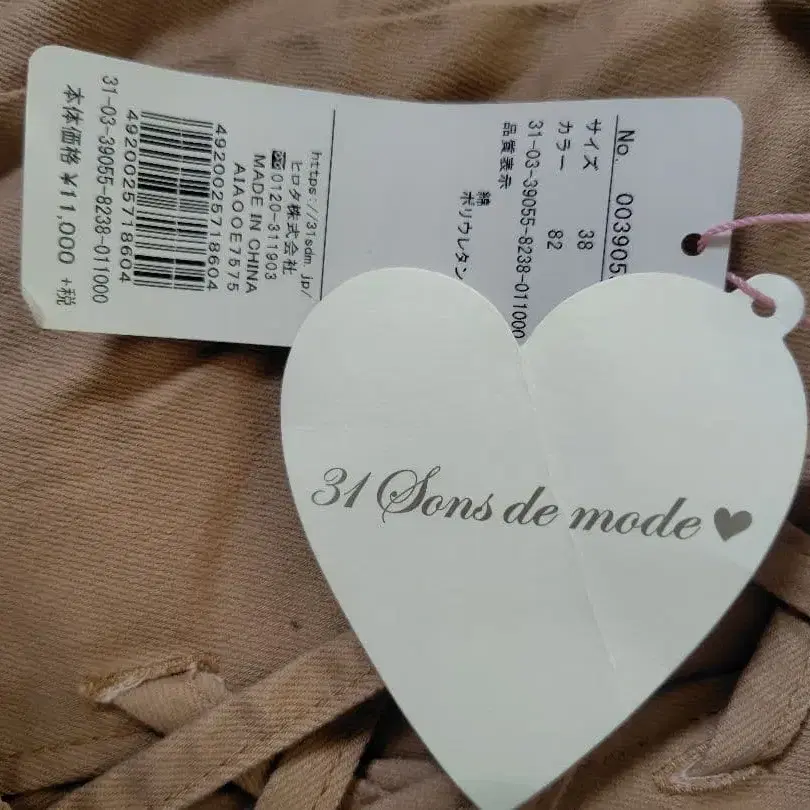 No. 003905
サイズ 38
カラー 82
31-03-39055-8238-011000
品質表示
綿
ポリウレタン
https://31sdm.jp/
ヒロタ株式会社
0120-311903
MADE IN CHINA
AIAOOE7575
4920025718604
4920025718604
31-03-39055-8238-011000
本体価格 ¥11,000 +税
31 Sons de mode♥